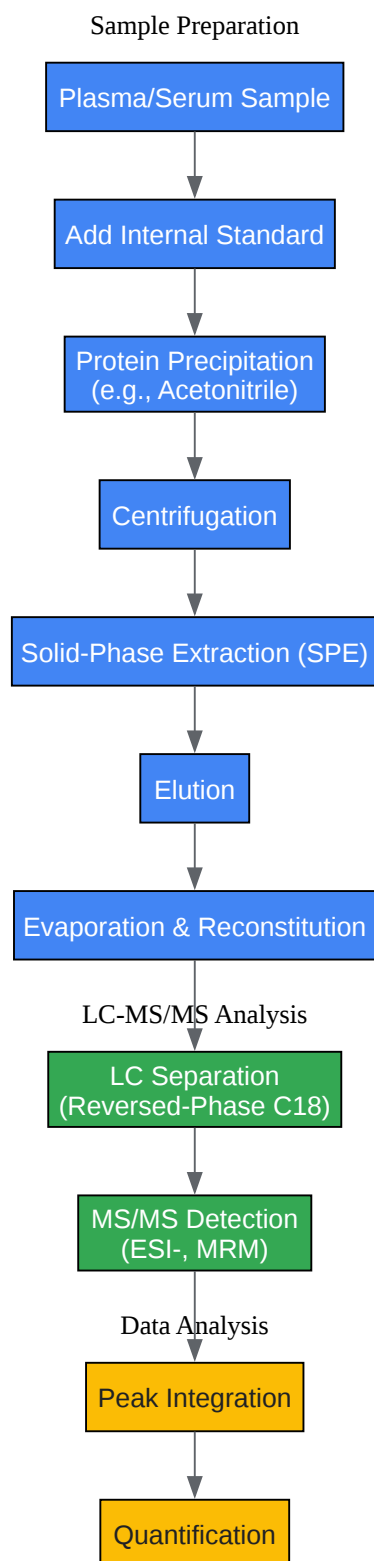 Sample Preparation
Plasma/Serum Sample
Add Internal Standard
Protein Precipitation
(e.g., Acetonitrile)
Centrifugation
Solid-Phase Extraction (SPE)
Elution
Evaporation & Reconstitution
LC-MS/MS Analysis
LC Separation
(Reversed-Phase C18)
MS/MS Detection
(ESI-, MRM)
Data Analysis
Peak Integration
Quantification